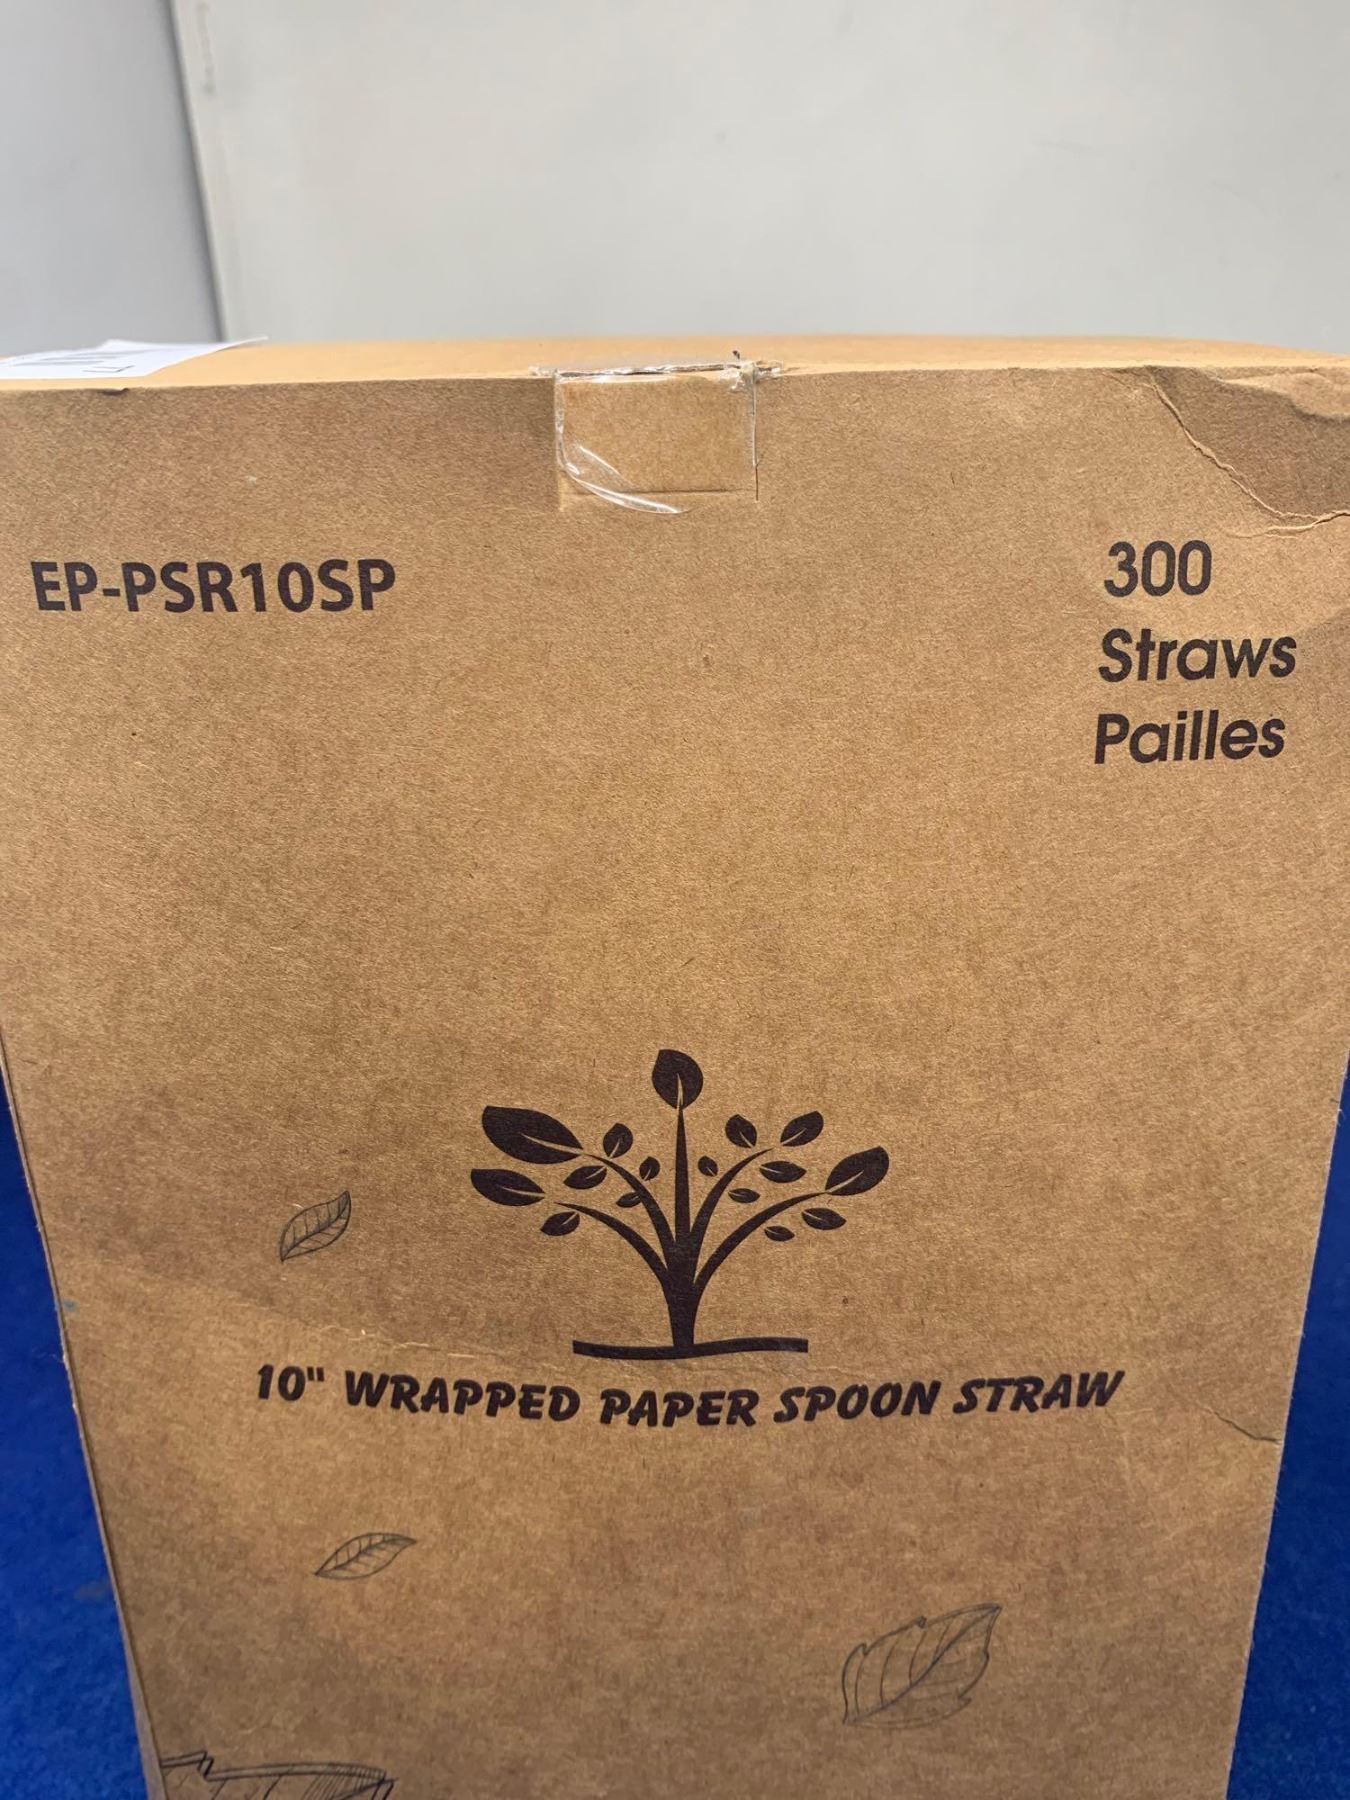 EP-PSR10SP
300
Straws
Pailles
10" WRAPPED PAPER SPOON STRAW